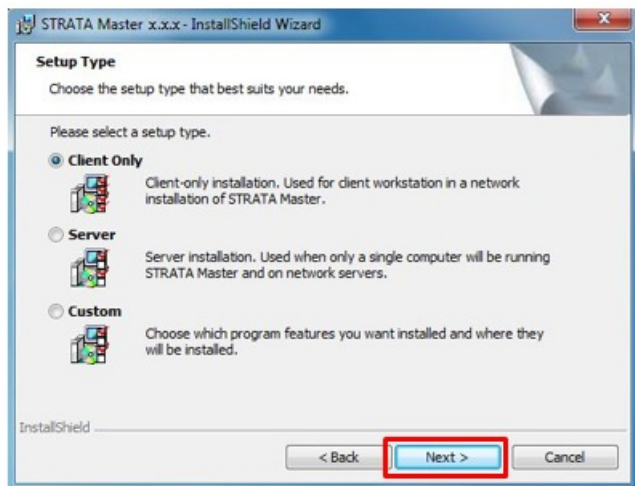 STRATA Master x.x.x - InstallShield Wizard
Setup Type
Choose the setup type that best suits your needs.
Please select a setup type.
Client Only
Client-only installation. Used for client workstation in a network
installation of STRATA Master.
Server
Server installation. Used when only a single computer will be running
STRATA Master and on network servers.
Custom
Choose which program features you want installed and where they
will be installed.
InstallShield
< Back Next > Cancel